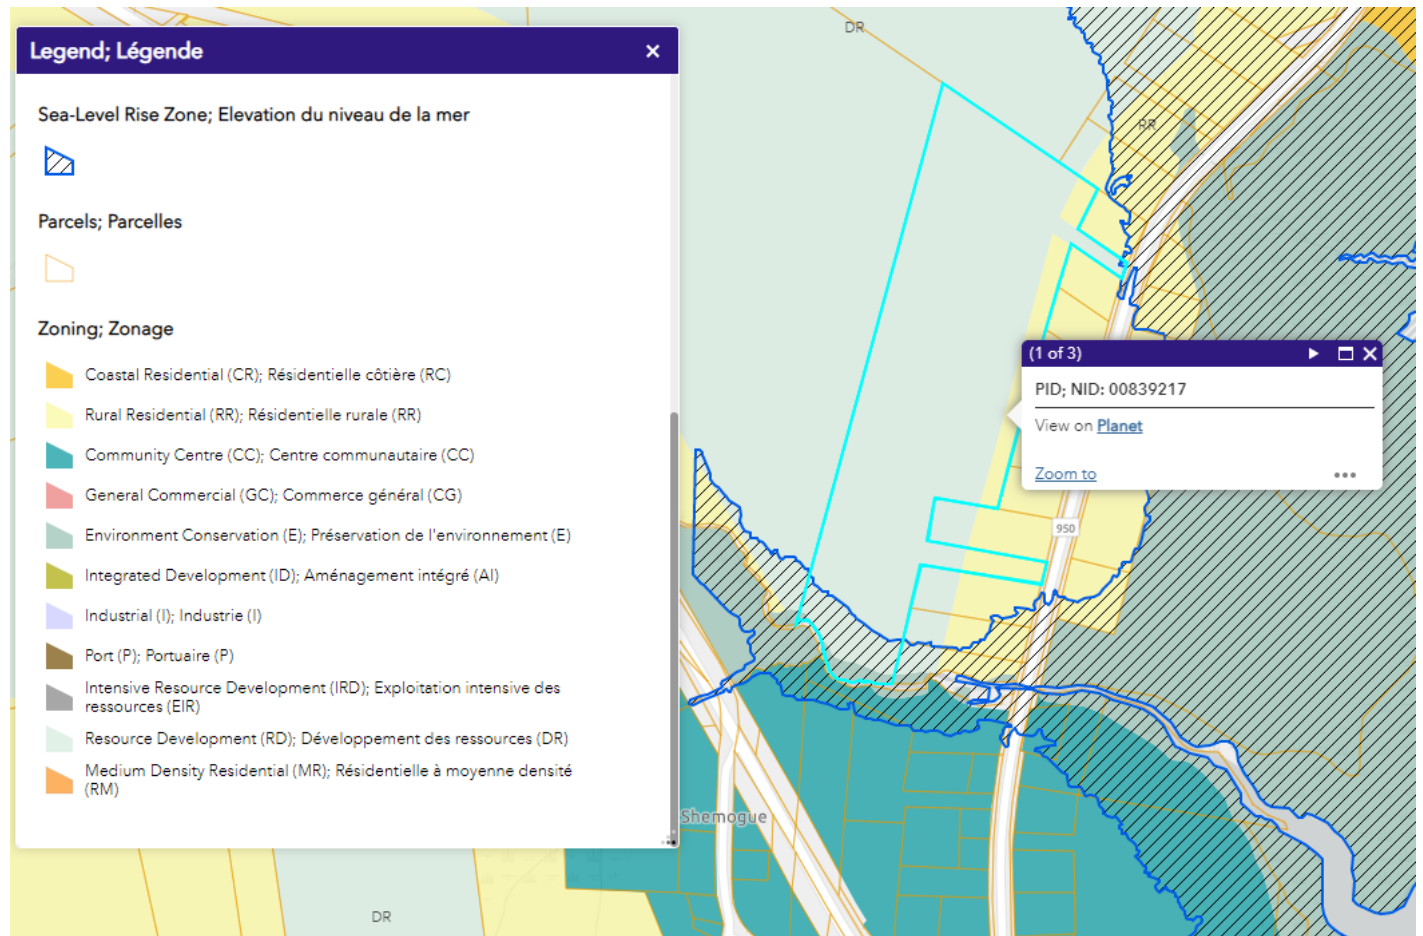 Legend; Légende
Sea-Level Rise Zone; Elevation du niveau de la mer
Parcels; Parcelles
Zoning; Zonage
Coastal Residential (CR); Résidentielle côtière (RC)
Rural Residential (RR); Résidentielle rurale (RR)
Community Centre (CC); Centre communautaire (CC)
General Commercial (GC); Commerce général (CG)
Environment Conservation (E); Préservation de l'environnement (E)
Integrated Development (ID); Aménagement intégré (AI)
Industrial (I); Industrie (I)
Port (P); Portuaire (P)
Intensive Resource Development (IRD); Exploitation intensive des
ressources (EIR)
Resource Development (RD); Développement des ressources (DR)
Medium Density Residential (MR); Résidentielle à moyenne densité
(RM)
DR
RR
(1 of 3)
PID; NID: 00839217
View on Planet
Zoom to
950
Shemogue
DR